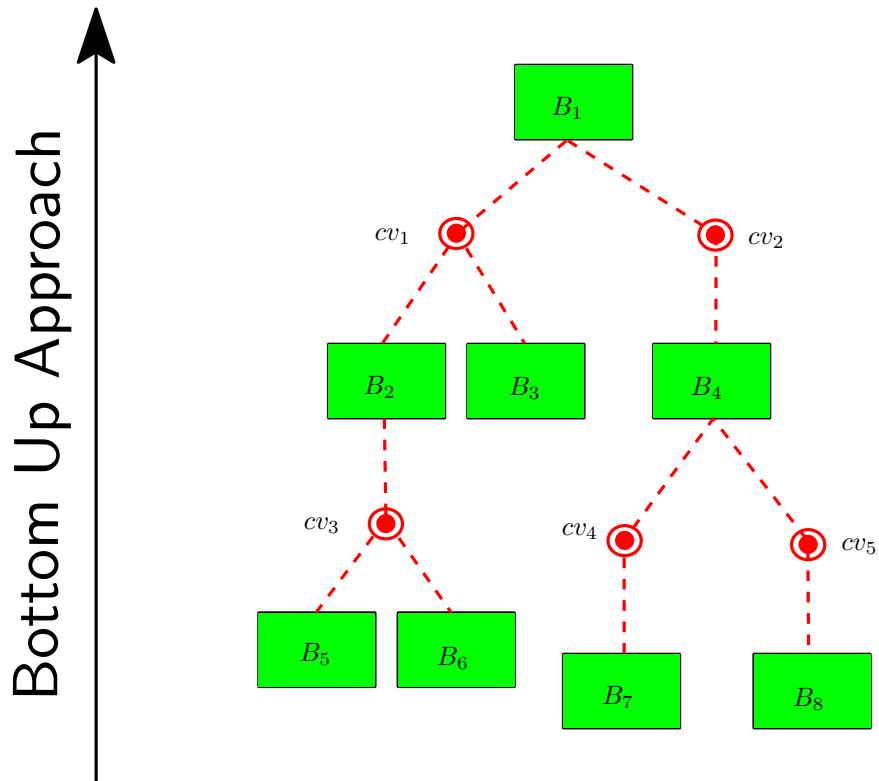 Bottom Up Approach
B₁
cv₁
cv₂
B₂
B₃
B₄
cv₃
cv₄
cv₅
B₅
B₆
B₇
B₈